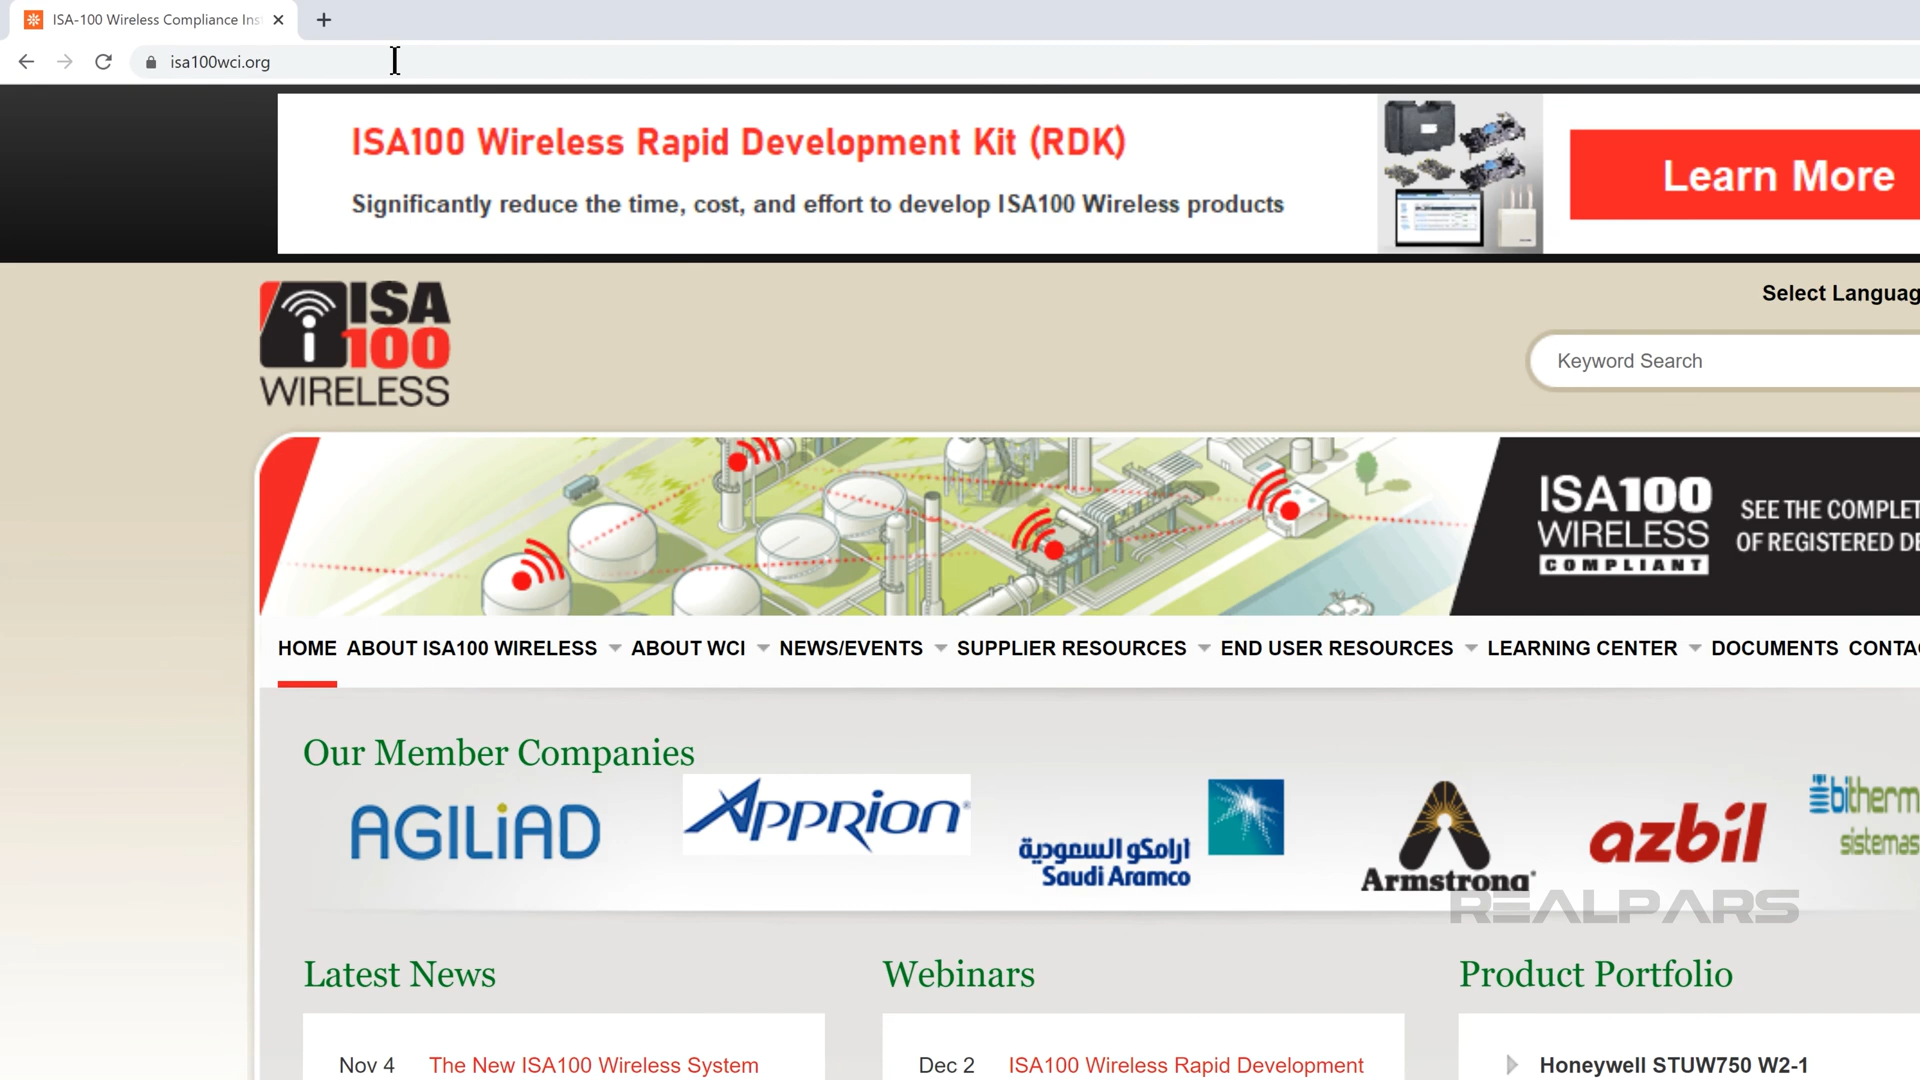 ISA-100 Wireless Compliance Ins
isa100wci.org
ISA100 Wireless Rapid Development Kit (RDK)
Significantly reduce the time, cost, and effort to develop ISA100 Wireless products
Learn More
ISA
100
WIRELESS
Select Languag
Keyword Search
ISA100
WIRELESS
COMPLIANT
SEE THE COMPLET
OF REGISTERED DE
HOME ABOUT ISA100 WIRELESS ABOUT WCI NEWS/EVENTS SUPPLIER RESOURCES END USER RESOURCES LEARNING CENTER DOCUMENTS CONTAC
Our Member Companies
AGILIAD
APPRION
ارامكو السعودية
Saudi Aramco
Armstrong
azbil
bitherm
sistemas
REALPARS
Latest News
Webinars
Product Portfolio
Nov 4 The New ISA100 Wireless System
Dec 2 ISA100 Wireless Rapid Development
Honeywell STUW750 W2-1